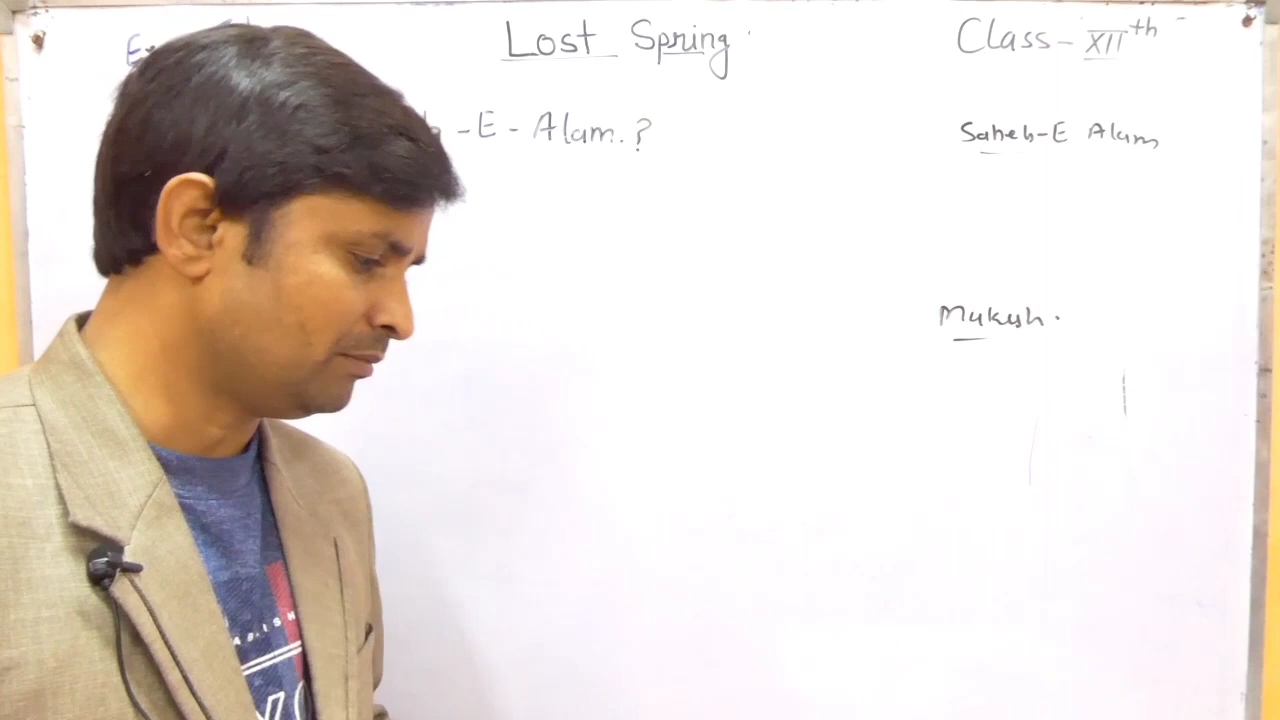 Lost Spring
Class - XIIth
- E - Alam. ?
Saheb-E Alam
Mukesh.